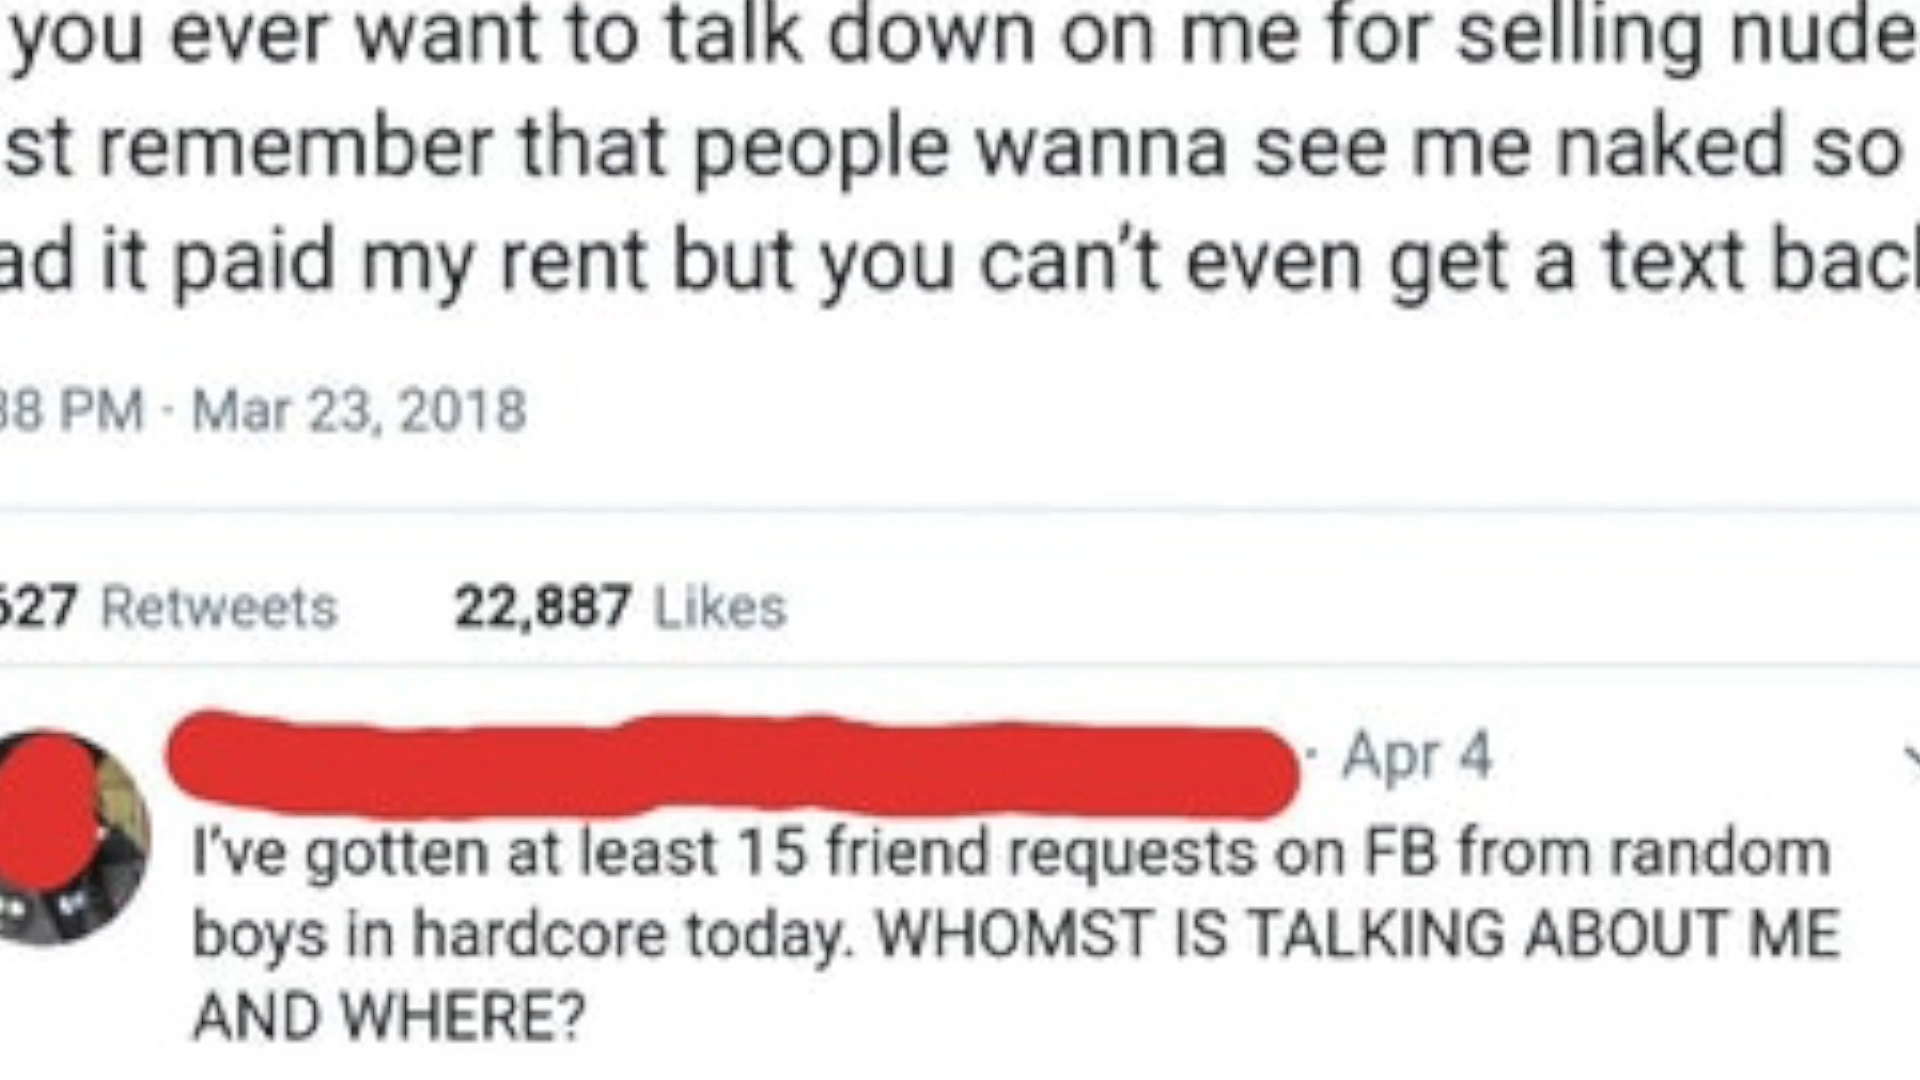 you ever want to talk down on me for selling nude
st remember that people wanna see me naked so
ad it paid my rent but you can't even get a text bac
38 PM · Mar 23, 2018
627 Retweets 22,887 Likes
· Apr 4
I've gotten at least 15 friend requests on FB from random
boys in hardcore today. WHOMST IS TALKING ABOUT ME
AND WHERE?